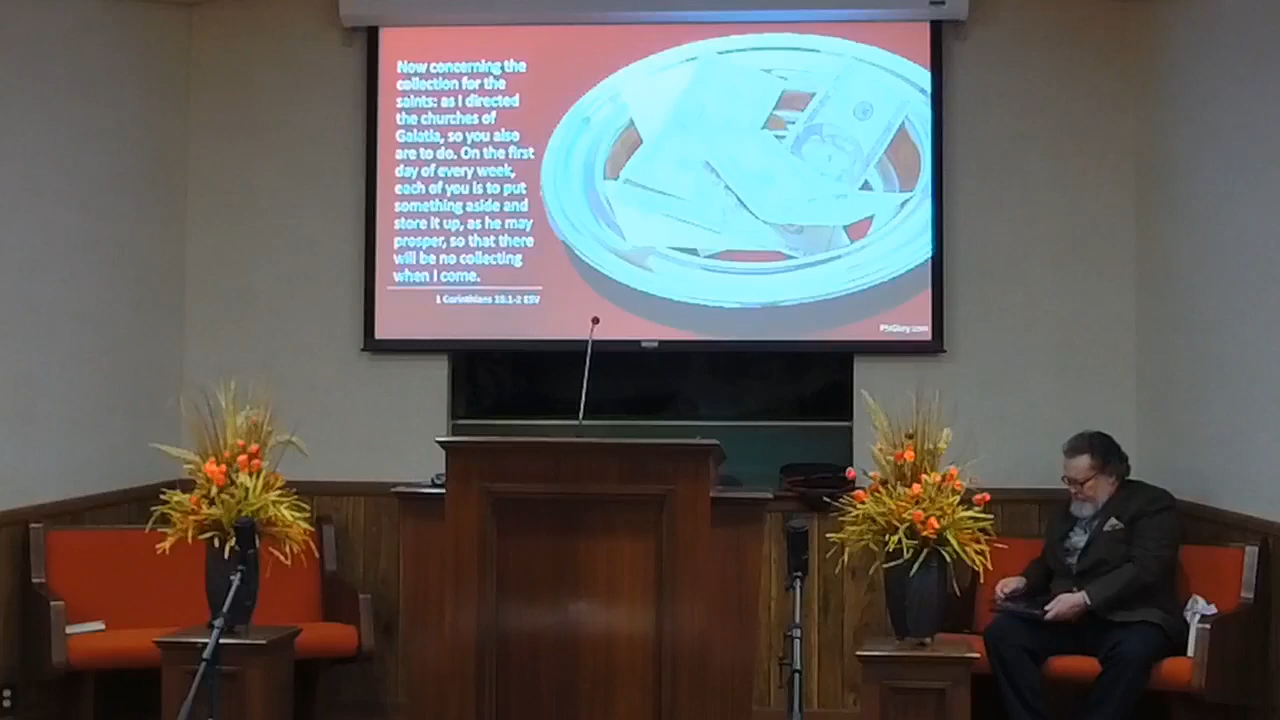 Now concerning the
collection for the
saints: as I directed
the churches of
Galatia, so you also
are to do. On the first
day of every week,
each of you is to put
something aside and
store it up, as he may
prosper, so that there
will be no collecting
when I come.
1 Corinthians 16:1-2 ESV